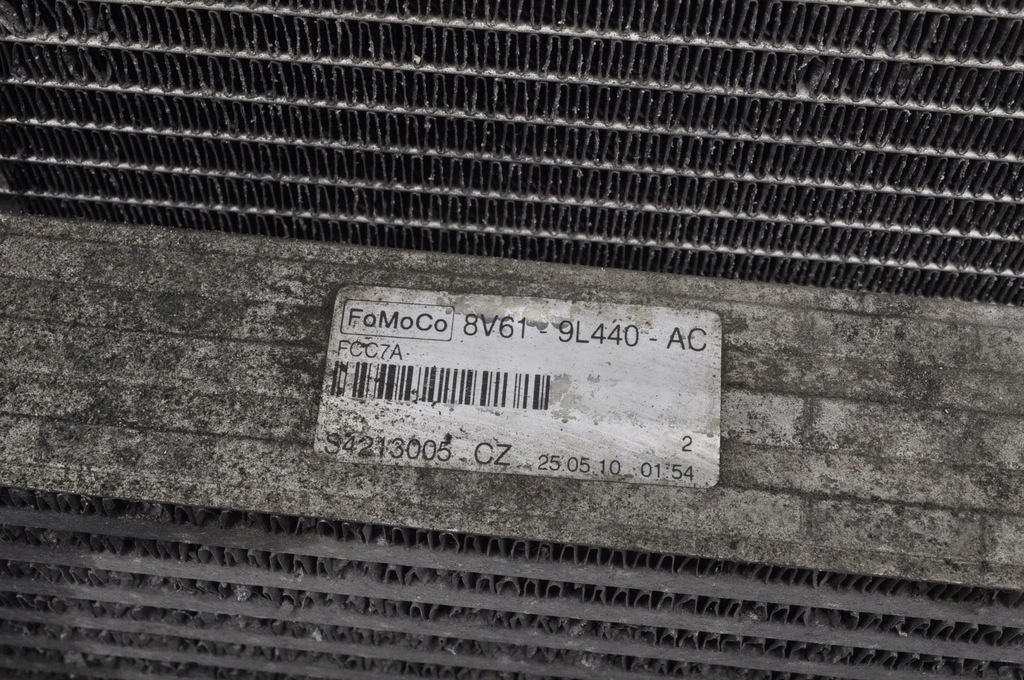 FoMoCo 8V61 - 9L440 - AC
FCC7A
2
S4213005 CZ 25.05.10 01:54